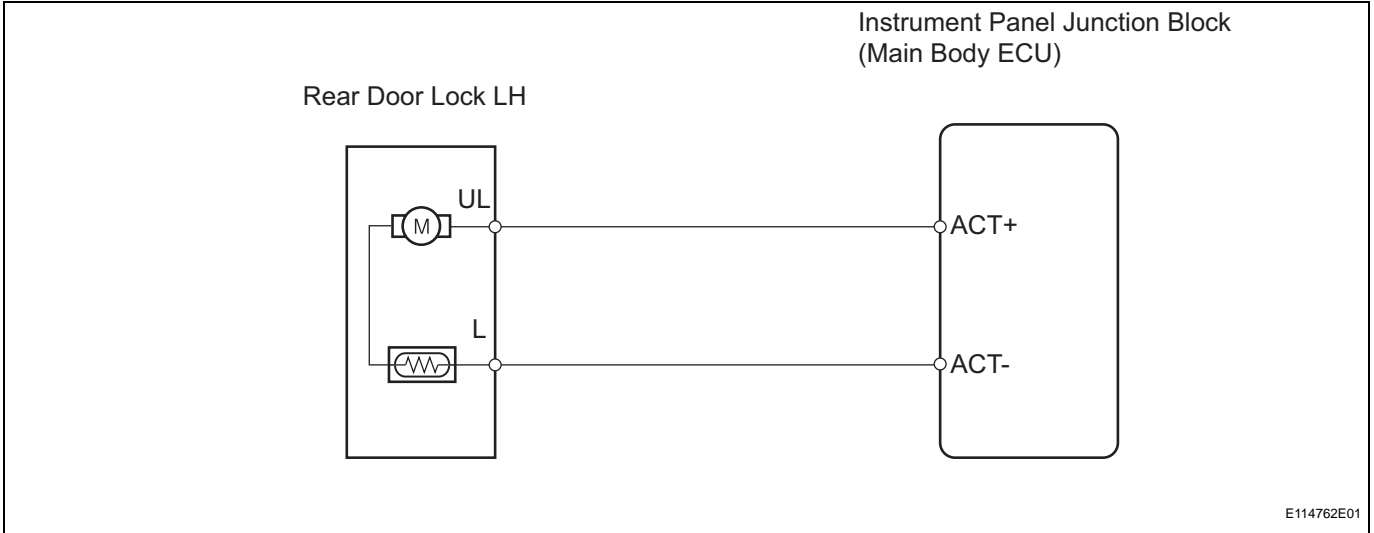 Instrument Panel Junction Block
(Main Body ECU)
Rear Door Lock LH
UL
M
ACT+
L
ACT-
E114762E01